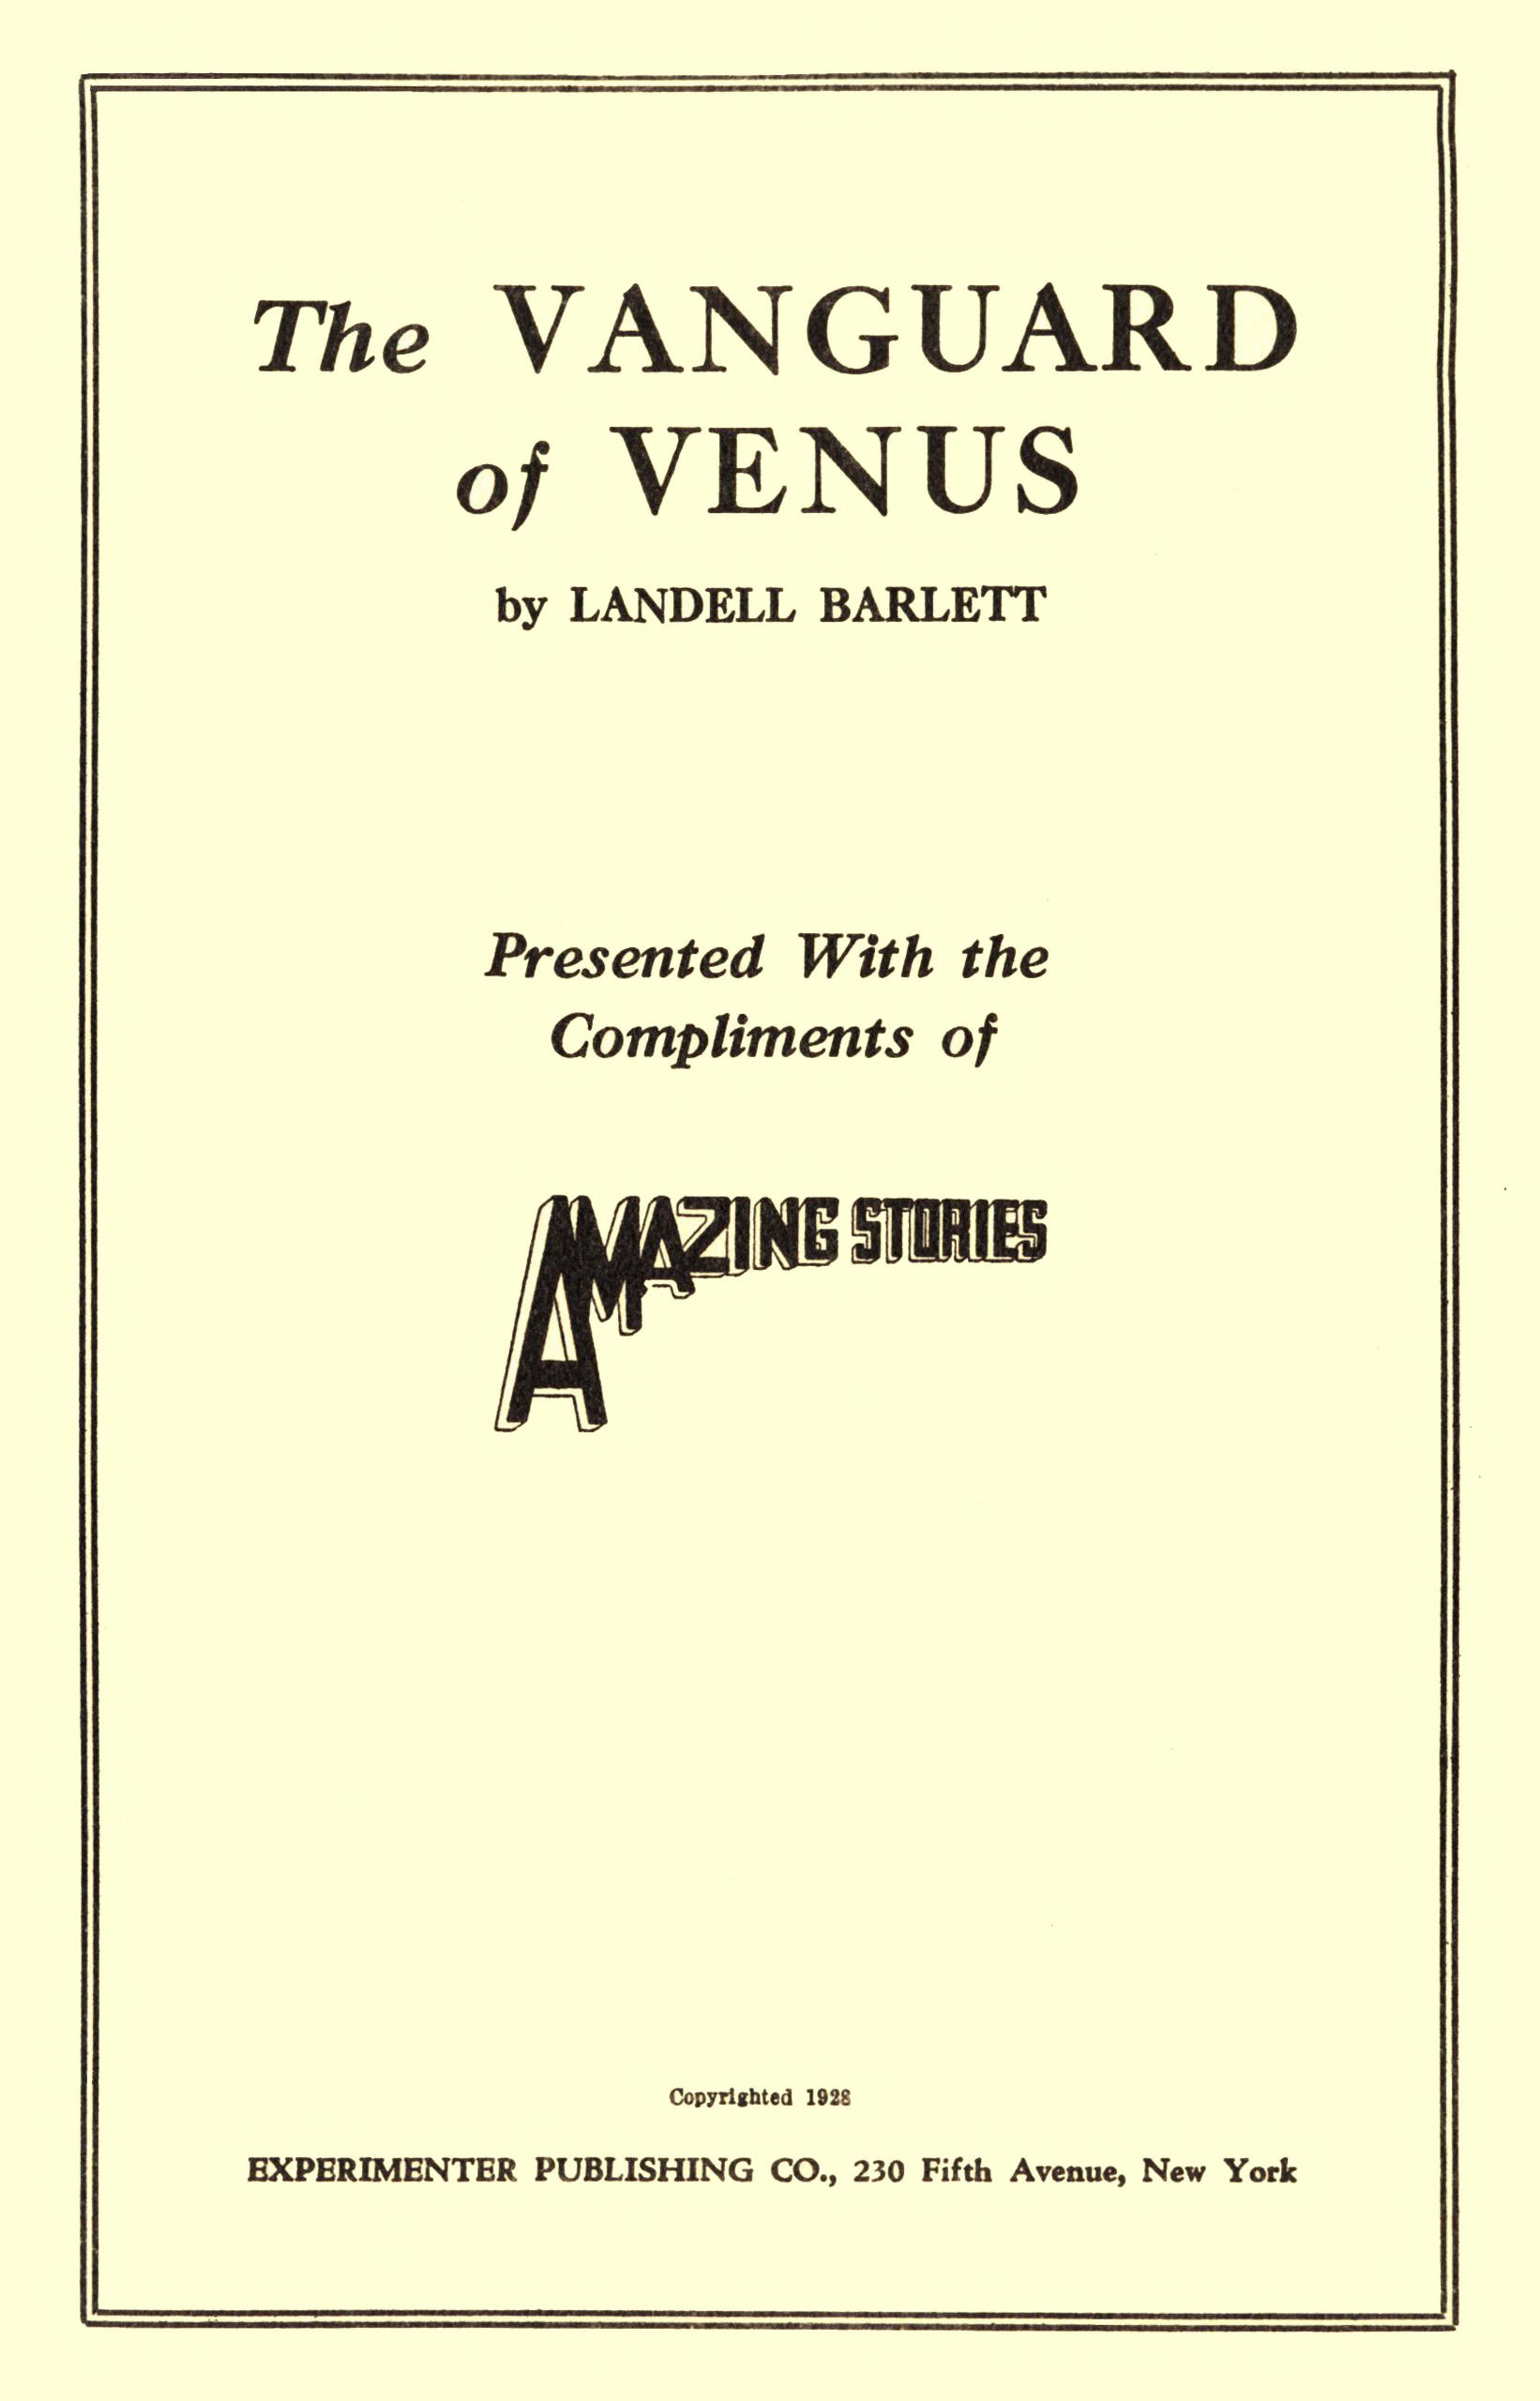 The VANGUARD
of VENUS
by LANDELL BARLETT
Presented With the
Compliments of
AMAZING STORIES
Copyrighted 1928
EXPERIMENTER PUBLISHING CO., 230 Fifth Avenue, New York